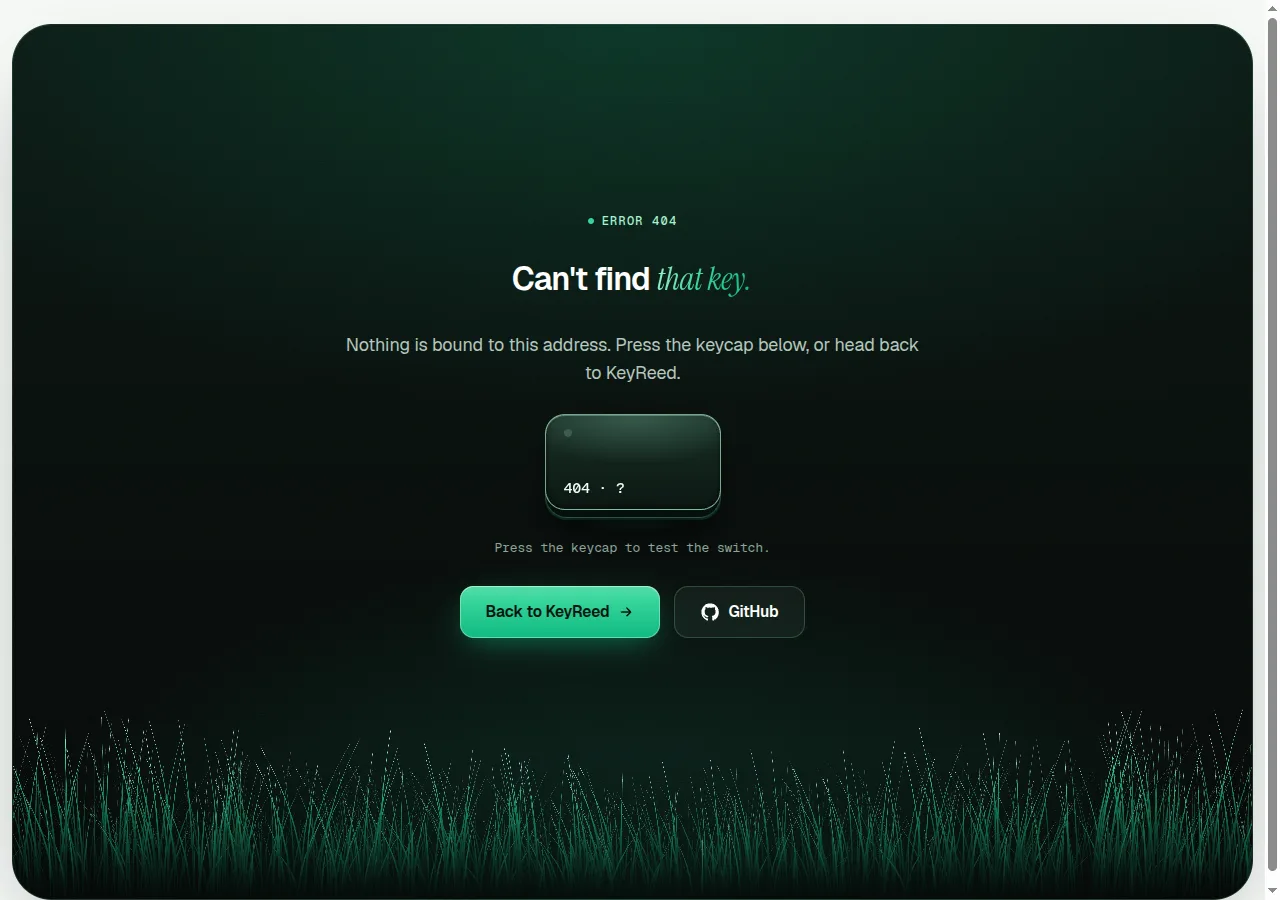 ERROR 404
Can't find that key.
Nothing is bound to this address. Press the keycap below, or head back
to KeyReed.
404 · ?
Press the keycap to test the switch.
Back to KeyReed →
GitHub